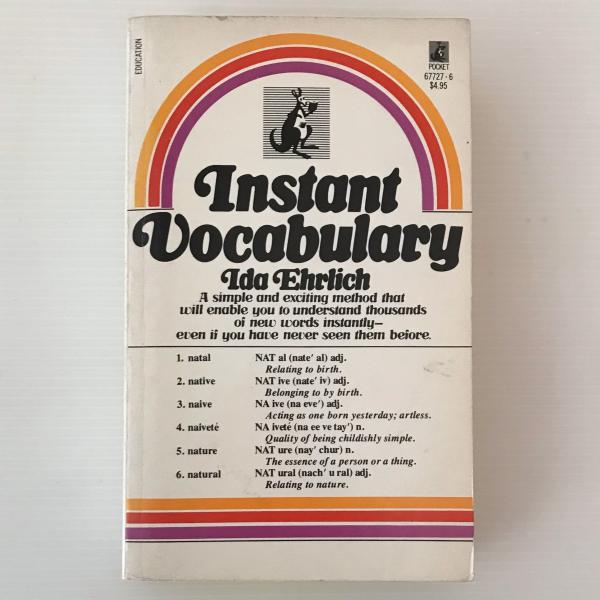 EDUCATION
POCKET
67727-6
$4.95
Instant
Vocabulary
Ida Ehrlich
A simple and exciting method that
will enable you to understand thousands
of new words instantly—
even if you have never seen them before.
1. natal NAT al (nate' al) adj.
Relating to birth.
2. native NAT ive (nate' iv) adj.
Belonging to by birth.
3. naive NA ive (na eve') adj.
Acting as one born yesterday; artless.
4. naiveté NA iveté (na ee ve tay') n.
Quality of being childishly simple.
5. nature NAT ure (nay' chur) n.
The essence of a person or a thing.
6. natural NAT ural (nach' u ral) adj.
Relating to nature.